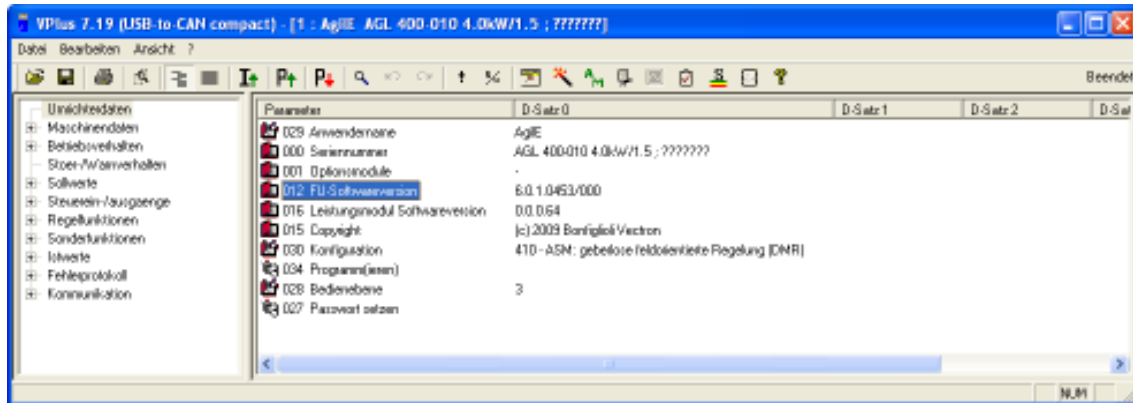 VPlus 7.19 (USB-to-CAN compact) - [1 : AgilE AGL 400-010 4.0kW/1.5 ; ???????]
Datei Bearbeiten Ansicht ?
Beendet
Umrichterdaten
Maschinendaten
Betriebsverhalten
Stoer-/Warnverhalten
Sollwerte
Steuerein-/ausgaenge
Regelfunktionen
Sonderfunktionen
Istwerte
Fehlerprotokoll
Kommunikation
Parameter D-Satz 0 D-Satz 1 D-Satz 2 D-Sat
029 Anwendername AgilE
000 Seriennummer AGL 400-010 4.0kW/1.5 ; ???????
001 Optionsmodule -
012 FU-Softwareversion 6.0.1.0453/000
016 Leistungsmodul Softwareversion 0.0.0.64
015 Copyright (c) 2009 Bonfiglioli Vectron
030 Konfiguration 410 - ASM: geberlose feldorientierte Regelung (DMR)
034 Programm(ieren)
028 Bedienebene 3
027 Passwort setzen
NUM